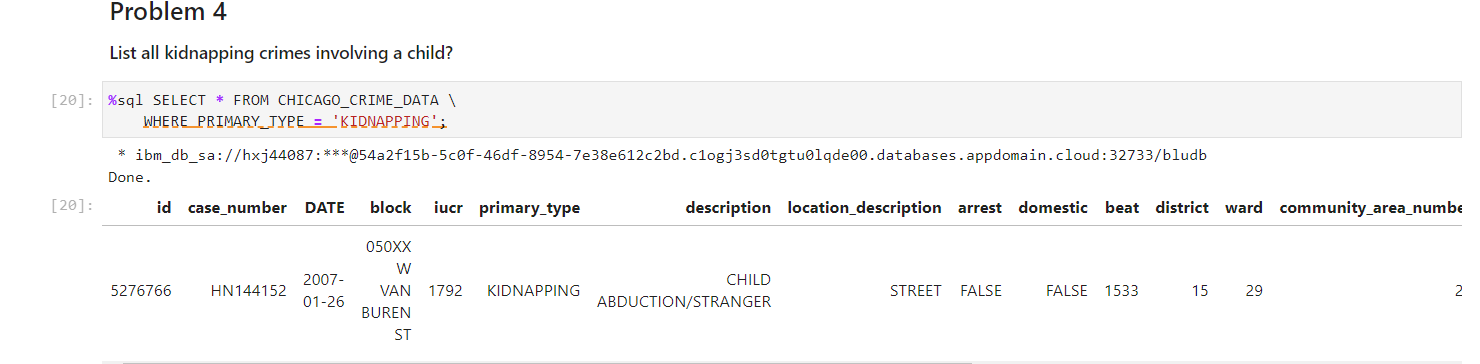 Problem 4
List all kidnapping crimes involving a child?
[20]: %sql SELECT * FROM CHICAGO_CRIME_DATA \
WHERE PRIMARY_TYPE = 'KIDNAPPING';
* ibm_db_sa://hxj44087:***@54a2f15b-5c0f-46df-8954-7e38e612c2bd.c1ogj3sd0tgtu0lqde00.databases.appdomain.cloud:32733/bludb
Done.
[20]: id case_number DATE block iucr primary_type description location_description arrest domestic beat district ward community_area_numbe
5276766 HN144152 2007-
01-26 050XX
W
VAN
BUREN
ST 1792 KIDNAPPING CHILD
ABDUCTION/STRANGER STREET FALSE FALSE 1533 15 29 2